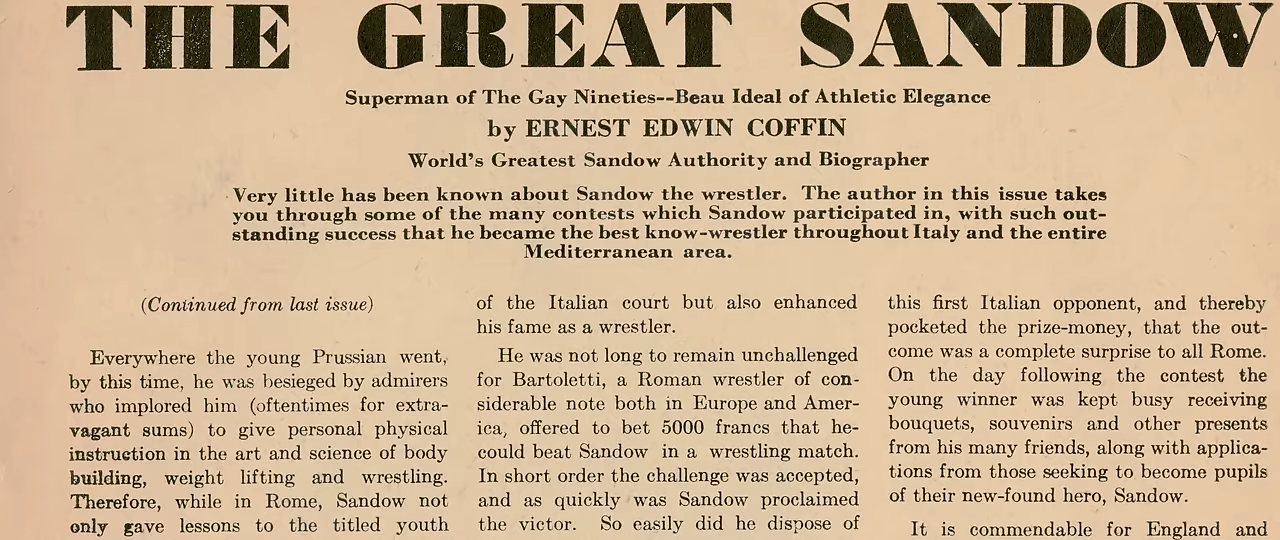 THE GREAT SANDOW
Superman of The Gay Nineties--Beau Ideal of Athletic Elegance
by ERNEST EDWIN COFFIN
World's Greatest Sandow Authority and Biographer
Very little has been known about Sandow the wrestler. The author in this issue takes
you through some of the many contests which Sandow participated in, with such out-
standing success that he became the best know-wrestler throughout Italy and the entire
Mediterranean area.
(Continued from last issue)
Everywhere the young Prussian went,
by this time, he was besieged by admirers
who implored him (oftentimes for extra-
vagant sums) to give personal physical
instruction in the art and science of body
building, weight lifting and wrestling.
Therefore, while in Rome, Sandow not
only gave lessons to the titled youth
of the Italian court but also enhanced
his fame as a wrestler.
He was not long to remain unchallenged
for Bartoletti, a Roman wrestler of con-
siderable note both in Europe and Amer-
ica, offered to bet 5000 francs that he-
could beat Sandow in a wrestling match.
In short order the challenge was accepted,
and as quickly was Sandow proclaimed
the victor. So easily did he dispose of
this first Italian opponent, and thereby
pocketed the prize-money, that the out-
come was a complete surprise to all Rome.
On the day following the contest the
young winner was kept busy receiving
bouquets, souvenirs and other presents
from his many friends, along with applica-
tions from those seeking to become pupils
of their new-found hero, Sandow.
It is commendable for England and